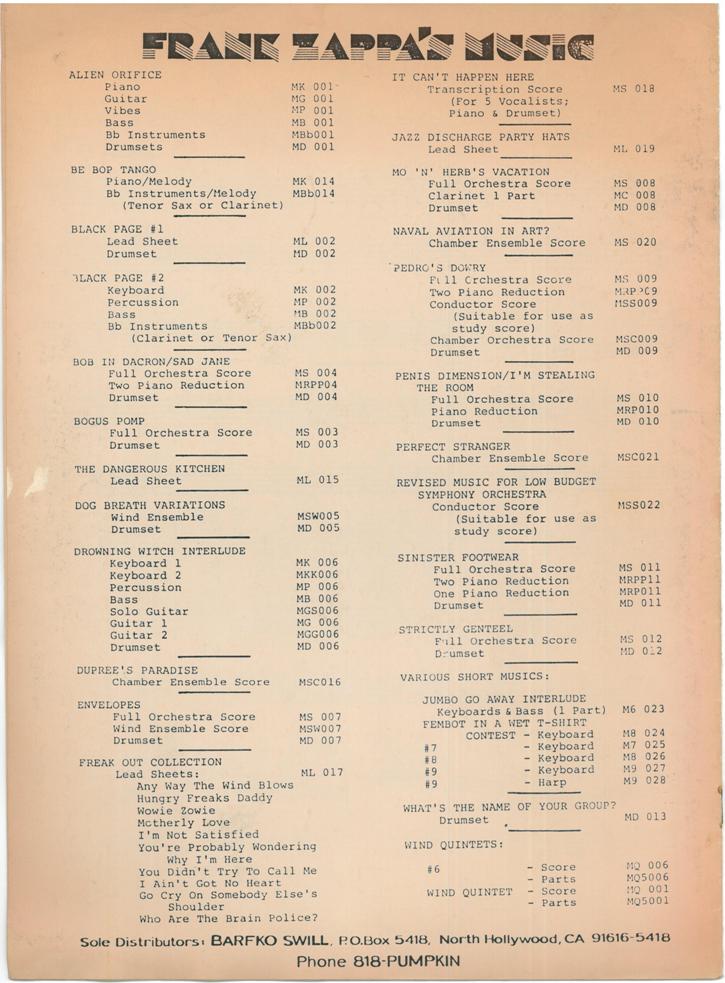 FRANK ZAPPA'S MUSIC
ALIEN ORIFICE
Piano MK 001
Guitar MG 001
Vibes MP 001
Bass MB 001
Bb Instruments MBb001
Drumsets MD 001
BE BOP TANGO
Piano/Melody MK 014
Bb Instruments/Melody MBb014
(Tenor Sax or Clarinet)
BLACK PAGE #1
Lead Sheet ML 002
Drumset MD 002
BLACK PAGE #2
Keyboard MK 002
Percussion MP 002
Bass MB 002
Bb Instruments MBb002
(Clarinet or Tenor Sax)
BOB IN DACRON/SAD JANE
Full Orchestra Score MS 004
Two Piano Reduction MRPP04
Drumset MD 004
BOGUS POMP
Full Orchestra Score MS 003
Drumset MD 003
THE DANGEROUS KITCHEN
Lead Sheet ML 015
DOG BREATH VARIATIONS
Wind Ensemble MSW005
Drumset MD 005
DROWNING WITCH INTERLUDE
Keyboard 1 MK 006
Keyboard 2 MKK006
Percussion MP 006
Bass MB 006
Solo Guitar MGS006
Guitar 1 MG 006
Guitar 2 MGG006
Drumset MD 006
DUPREE'S PARADISE
Chamber Ensemble Score MSC016
ENVELOPES
Full Orchestra Score MS 007
Wind Ensemble Score MSW007
Drumset MD 007
FREAK OUT COLLECTION
Lead Sheets: ML 017
Any Way The Wind Blows
Hungry Freaks Daddy
Wowie Zowie
Motherly Love
I'm Not Satisfied
You're Probably Wondering
Why I'm Here
You Didn't Try To Call Me
I Ain't Got No Heart
Go Cry On Somebody Else's
Shoulder
Who Are The Brain Police?
IT CAN'T HAPPEN HERE
Transcription Score MS 018
(For 5 Vocalists;
Piano & Drumset)
JAZZ DISCHARGE PARTY HATS
Lead Sheet ML 019
MO 'N' HERB'S VACATION
Full Orchestra Score MS 008
Clarinet 1 Part MC 008
Drumset MD 008
NAVAL AVIATION IN ART?
Chamber Ensemble Score MS 020
PEDRO'S DOWRY
Full Orchestra Score MS 009
Two Piano Reduction
Conductor Score MSS009
(Suitable for use as
study score)
Chamber Orchestra Score MSC009
Drumset MD 009
PENIS DIMENSION/I'M STEALING
THE ROOM
Full Orchestra Score MS 010
Piano Reduction MRP010
Drumset MD 010
PERFECT STRANGER
Chamber Ensemble Score MSC021
REVISED MUSIC FOR LOW BUDGET
SYMPHONY ORCHESTRA
Conductor Score MSS022
(Suitable for use as
study score)
SINISTER FOOTWEAR
Full Orchestra Score MS 011
Two Piano Reduction MRPP11
One Piano Reduction MRP011
Drumset MD 011
STRICTLY GENTEEL
Full Orchestra Score MS 012
Drumset MD 012
VARIOUS SHORT MUSICS:
JUMBO GO AWAY INTERLUDE
Keyboards & Bass (1 Part) M6 023
FEMBOT IN A WET T-SHIRT
CONTEST - Keyboard M8 024
#7 - Keyboard M7 025
#8 - Keyboard M8 026
#9 - Keyboard M9 027
#9 - Harp M9 028
WHAT'S THE NAME OF YOUR GROUP?
Drumset MD 013
WIND QUINTETS:
#6 - Score MQ 006
- Parts MQ5006
WIND QUINTET - Score MQ 001
- Parts MQ5001
Sole Distributors: BARFKO SWILL, P.O.Box 5418, North Hollywood, CA 91616-5418
Phone 818-PUMPKIN